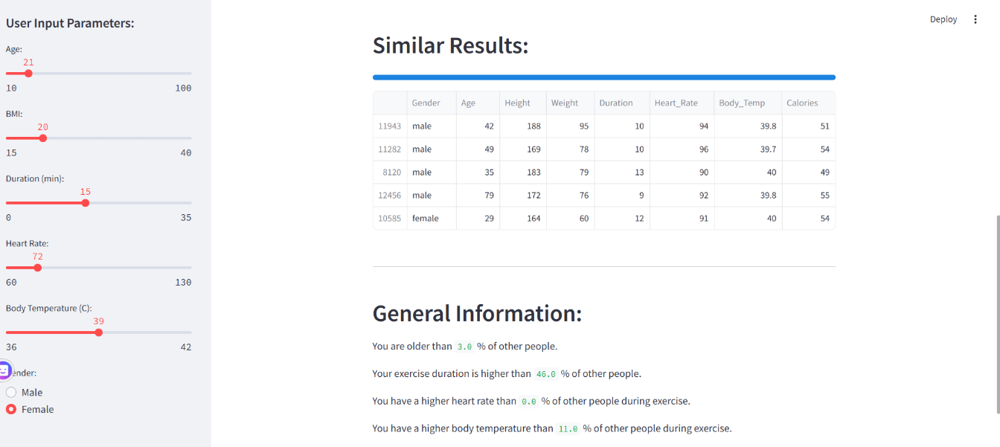 User Input Parameters:
Age:
21
10 100
BMI:
20
15 40
Duration (min):
15
0 35
Heart Rate:
72
60 130
Body Temperature (C):
39
36 42
ender:
Male
Female
Deploy
Similar Results:
Gender Age Height Weight Duration Heart_Rate Body_Temp Calories
11943 male 42 188 95 10 94 39.8 51
11282 male 49 169 78 10 96 39.7 54
8120 male 35 183 79 13 90 40 49
12456 male 79 172 76 9 92 39.8 55
10585 female 29 164 60 12 91 40 54
General Information:
You are older than 3.0 % of other people.
Your exercise duration is higher than 46.0 % of other people.
You have a higher heart rate than 0.0 % of other people during exercise.
You have a higher body temperature than 11.0 % of other people during exercise.